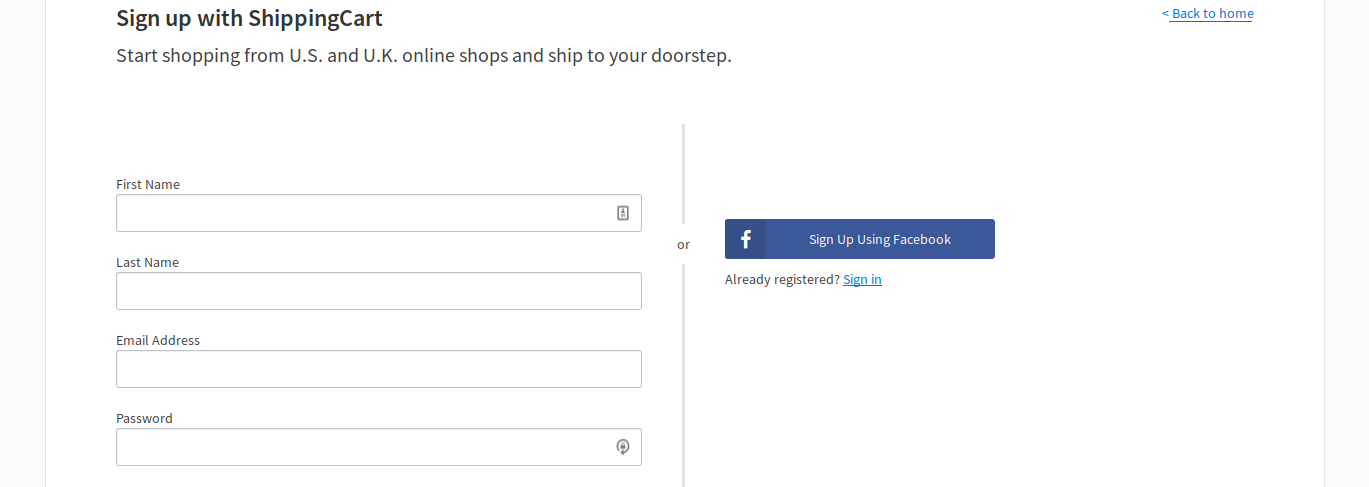 Sign up with ShippingCart
< Back to home
Start shopping from U.S. and U.K. online shops and ship to your doorstep.
First Name
Last Name
Email Address
Password
or
Sign Up Using Facebook
Already registered? Sign in